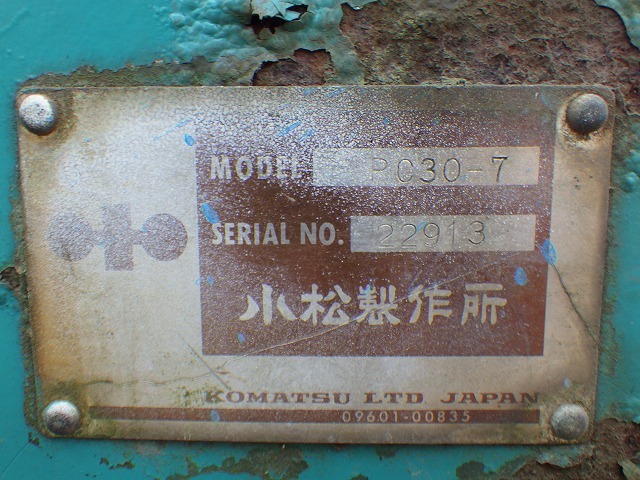 MODEL PC30-7
SERIAL NO. 22913
小松製作所
KOMATSU LTD JAPAN
09601-00835